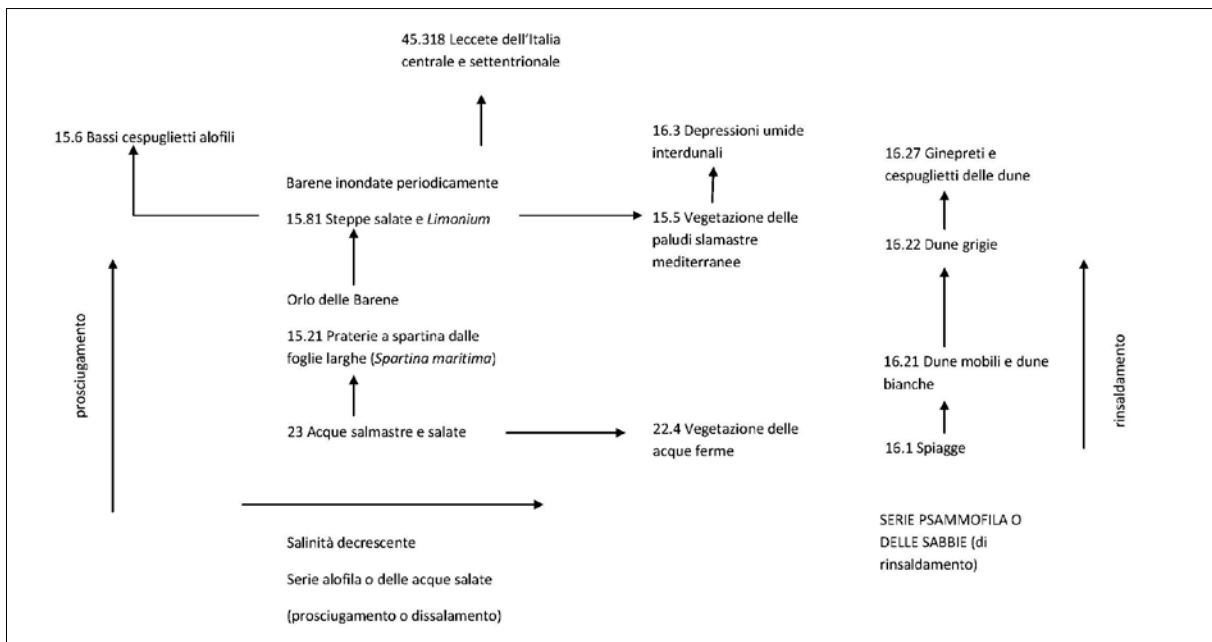 45.318 Leccete dell'Italia
centrale e settentrionale
15.6 Bassi cespuglietti alofili
16.3 Depressioni umide
interdunali
16.27 Ginepreti e
cespuglietti delle dune
Barene inondate periodicamente
15.81 Steppe salate e Limonium
15.5 Vegetazione delle
paludi slamastre
mediterranee
16.22 Dune grigie
Orlo delle Barene
15.21 Praterie a spartina dalle
foglie larghe (Spartina maritima)
16.21 Dune mobili e dune
bianche
prosciugamento
rinsaldamento
23 Acque salmastre e salate
22.4 Vegetazione delle
acque ferme
16.1 Spiagge
Salinità decrescente
Serie alofila o delle acque salate
(prosciugamento o dissalamento)
SERIE PSAMMOFILA O
DELLE SABBIE (di
rinsaldamento)